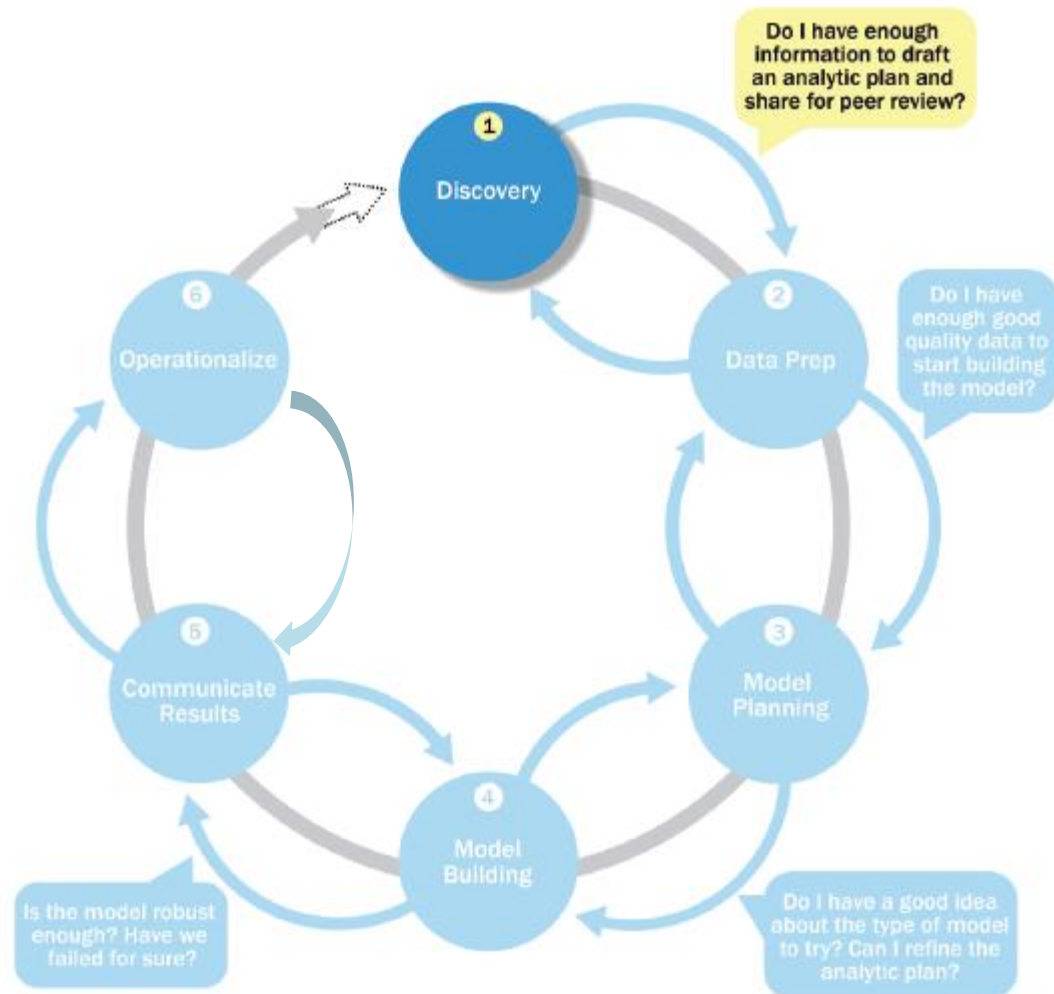 Do I have enough
information to draft
an analytic plan and
share for peer review?
1
Discovery
2
Data Prep
Do I have
enough good
quality data to
start building
the model?
3
Model
Planning
Do I have a good idea
about the type of model
to try? Can I refine the
analytic plan?
4
Model
Building
Is the model robust
enough? Have we
failed for sure?
5
Communicate
Results
6
Operationalize